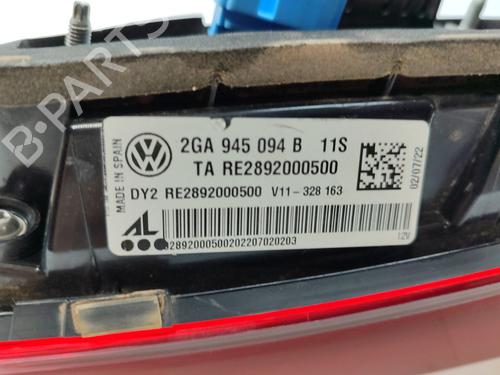 B-PARTS
MADE IN SPAIN
2GA 945 094 B 11S
TA RE2892000500
DY2 RE2892000500 V11-328 163
02/07/22
AL
2892000500202207020203
12V